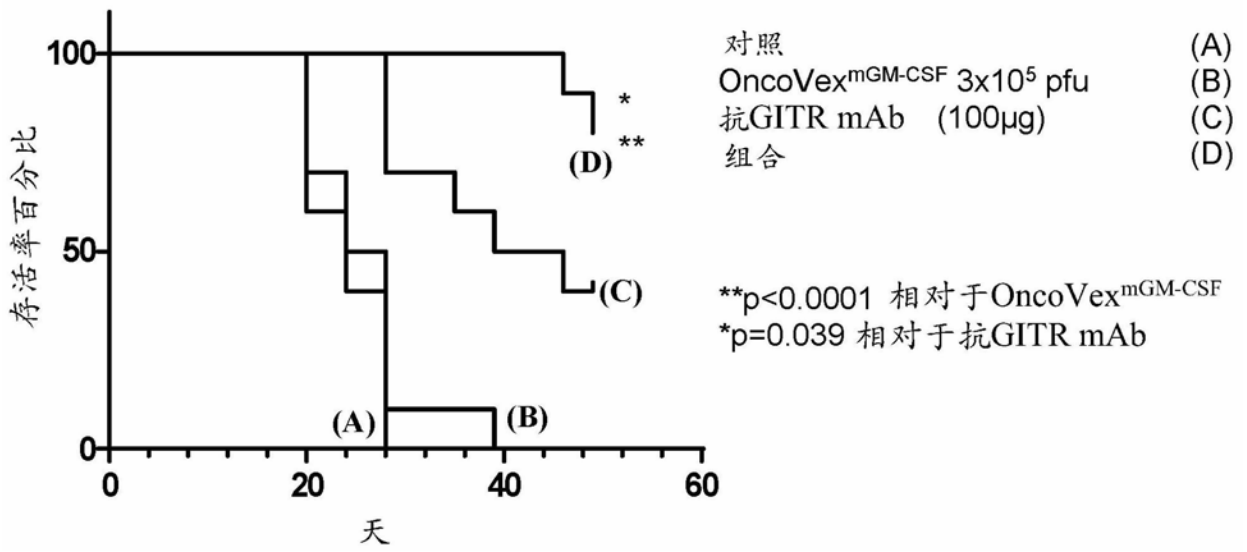 存活率百分比
100
50
0
0 20 40 60
天
(A)
(B)
(C)
(D)
*
**
对照 (A)
OncoVex^mGM-CSF 3x10^5 pfu (B)
抗GITR mAb (100µg) (C)
组合 (D)
**p<0.0001 相对于OncoVex^mGM-CSF
*p=0.039 相对于抗GITR mAb